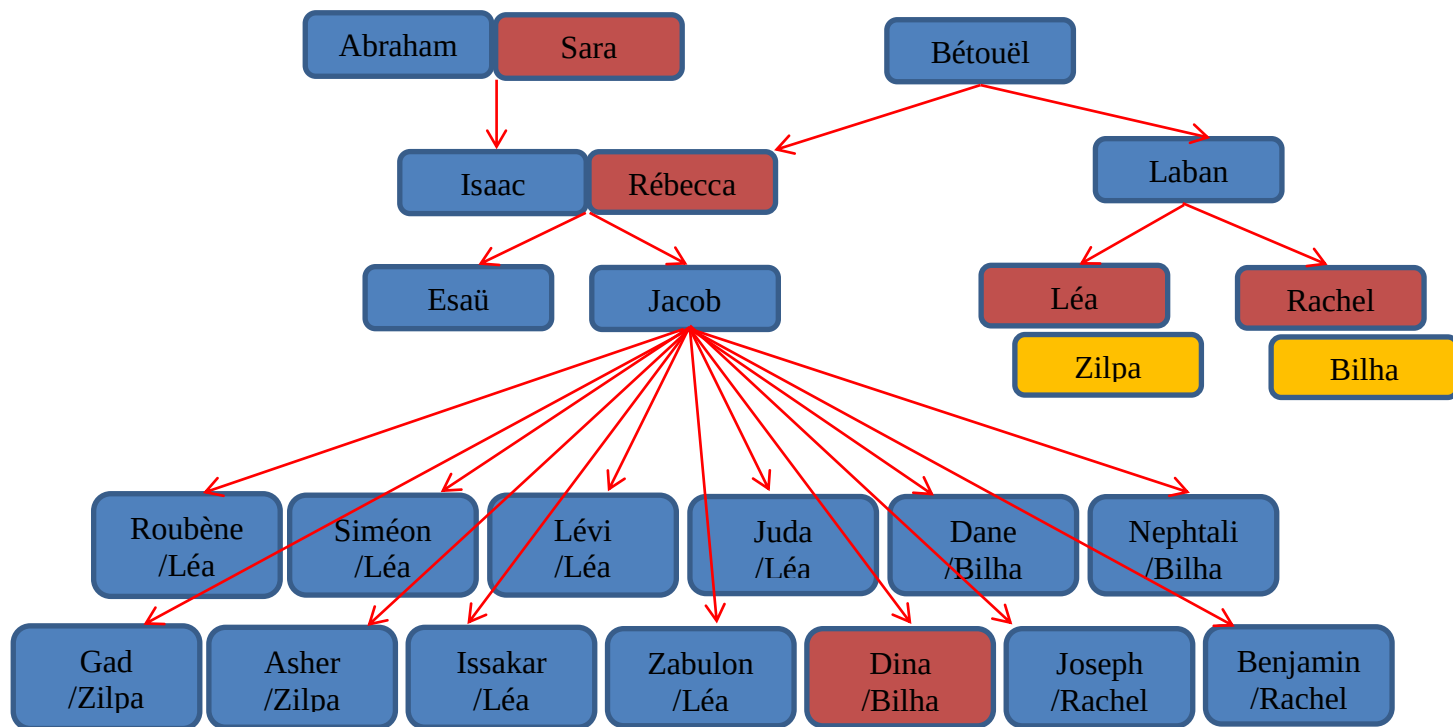 Abraham
Sara
Bétouël
Isaac
Rébecca
Laban
Esaü
Jacob
Léa
Rachel
Zilpa
Bilha
Roubène
/Léa
Siméon
/Léa
Lévi
/Léa
Juda
/Léa
Dane
/Bilha
Nephtali
/Bilha
Gad
/Zilpa
Asher
/Zilpa
Issakar
/Léa
Zabulon
/Léa
Dina
/Bilha
Joseph
/Rachel
Benjamin
/Rachel